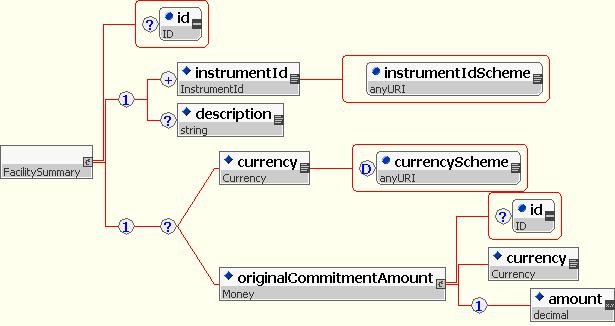 ? id
ID
+ instrumentId
InstrumentId
instrumentIdScheme
anyURI
1
? description
string
FacilitySummary
currency
Currency
D currencyScheme
anyURI
1 ?
? id
ID
originalCommitmentAmount
Money
currency
Currency
1 amount
decimal